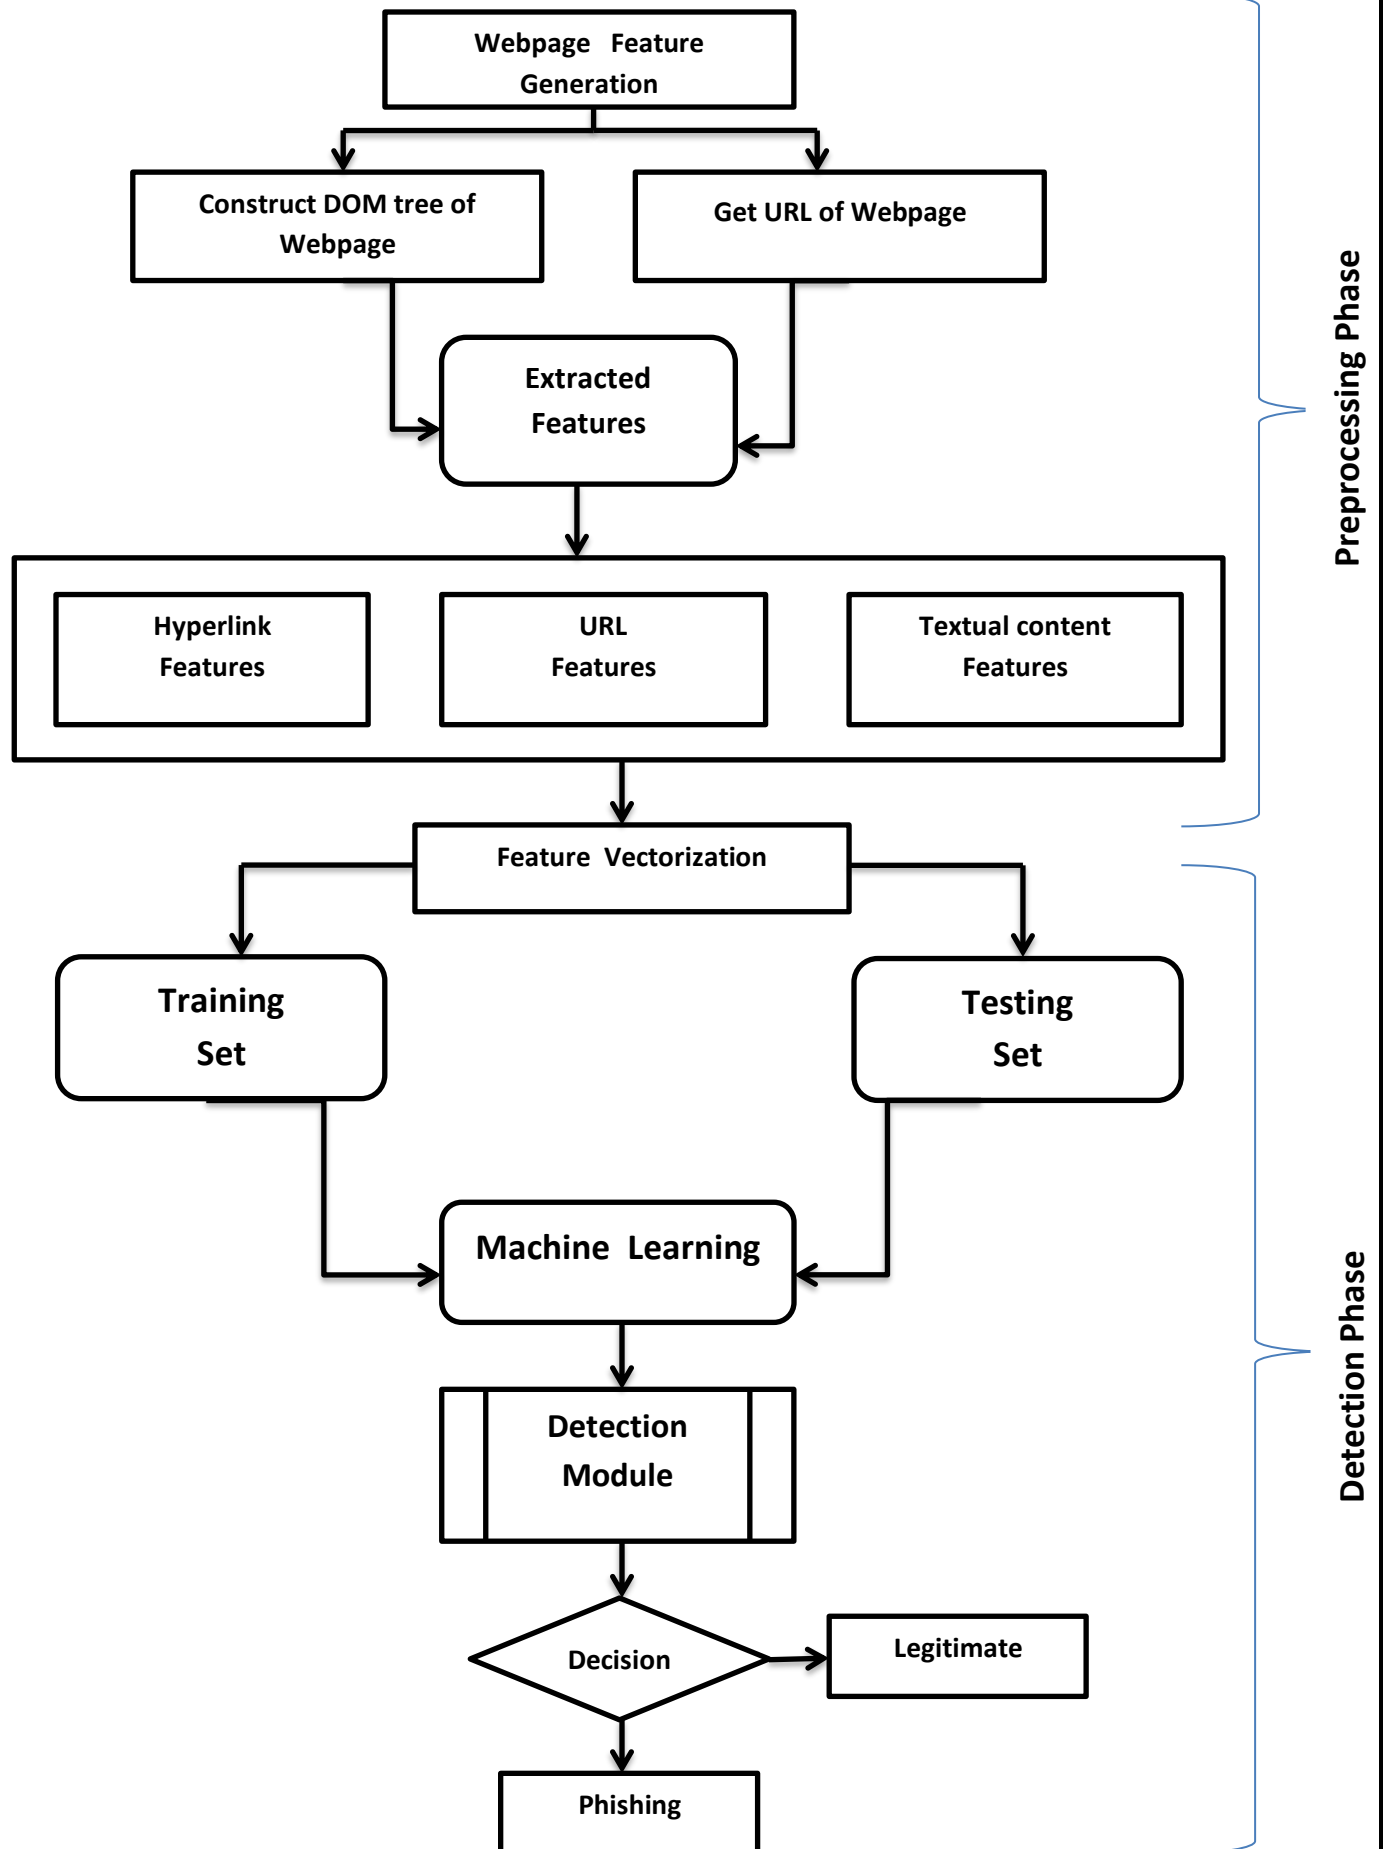 Webpage Feature
Generation
Construct DOM tree of
Webpage
Get URL of Webpage
Extracted
Features
Hyperlink
Features
URL
Features
Textual content
Features
Preprocessing Phase
Feature Vectorization
Training
Set
Testing
Set
Machine Learning
Detection
Module
Decision
Legitimate
Phishing
Detection Phase